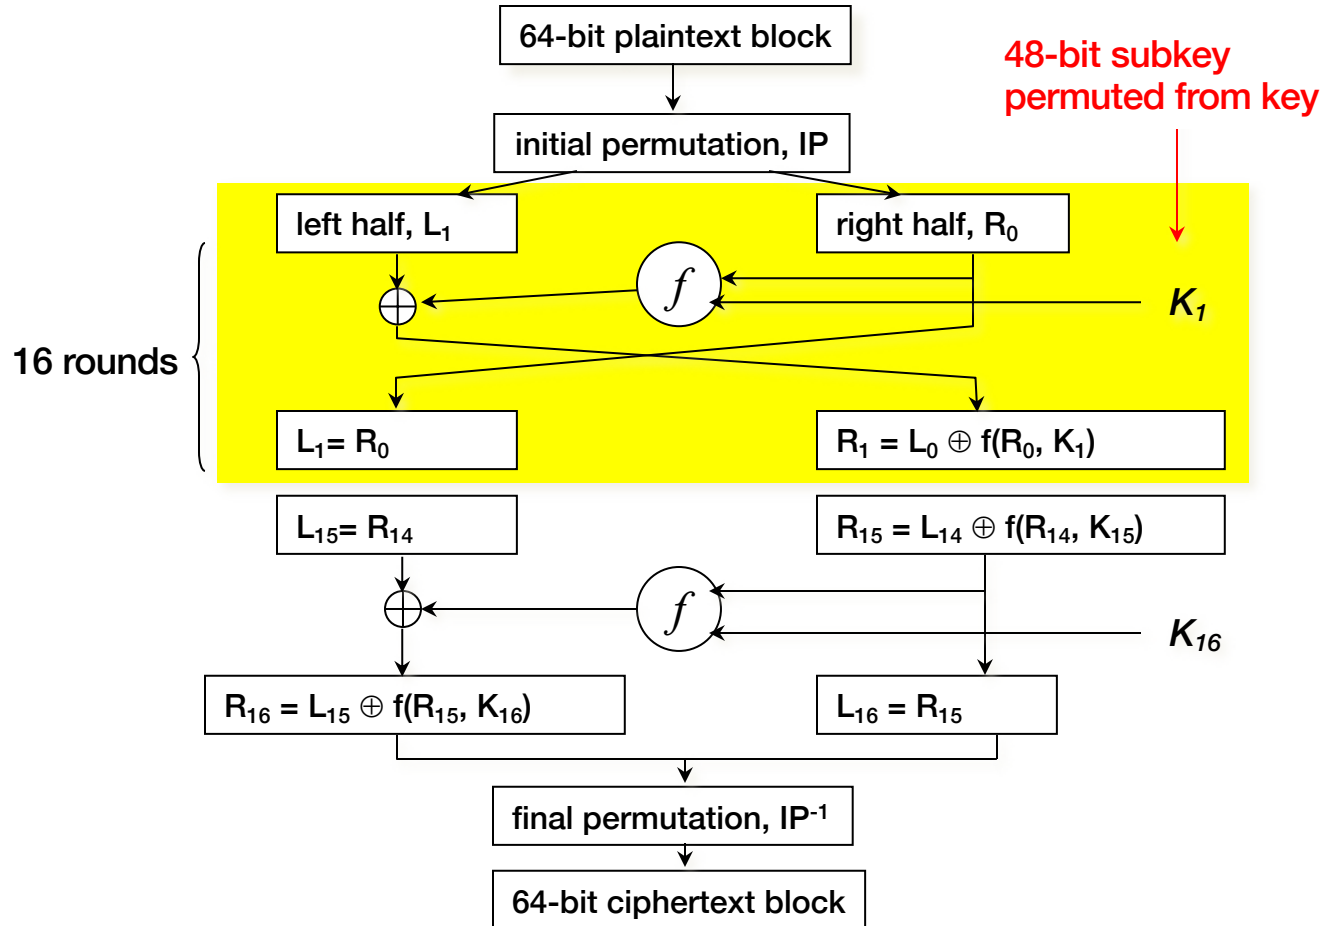 64-bit plaintext block
48-bit subkey
permuted from key
initial permutation, IP
left half, L₁
right half, R₀
f
K₁
16 rounds
L₁= R₀
R₁ = L₀ ⊕ f(R₀, K₁)
L₁₅= R₁₄
R₁₅ = L₁₄ ⊕ f(R₁₄, K₁₅)
f
K₁₆
R₁₆ = L₁₅ ⊕ f(R₁₅, K₁₆)
L₁₆ = R₁₅
final permutation, IP⁻¹
64-bit ciphertext block